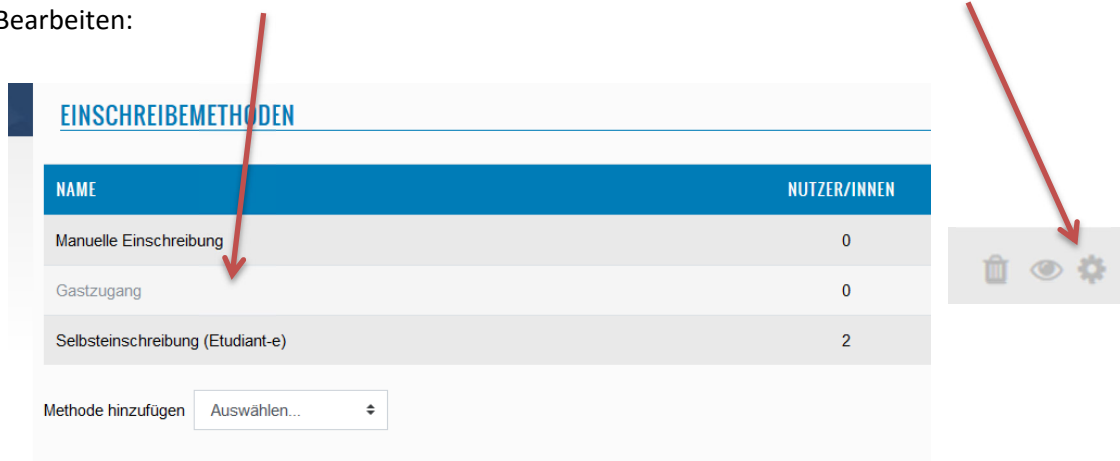 Bearbeiten:
EINSCHREIBEMETHODEN
NAME NUTZER/INNEN
Manuelle Einschreibung 0
Gastzugang 0
Selbsteinschreibung (Etudiant-e) 2
Methode hinzufügen Auswählen...